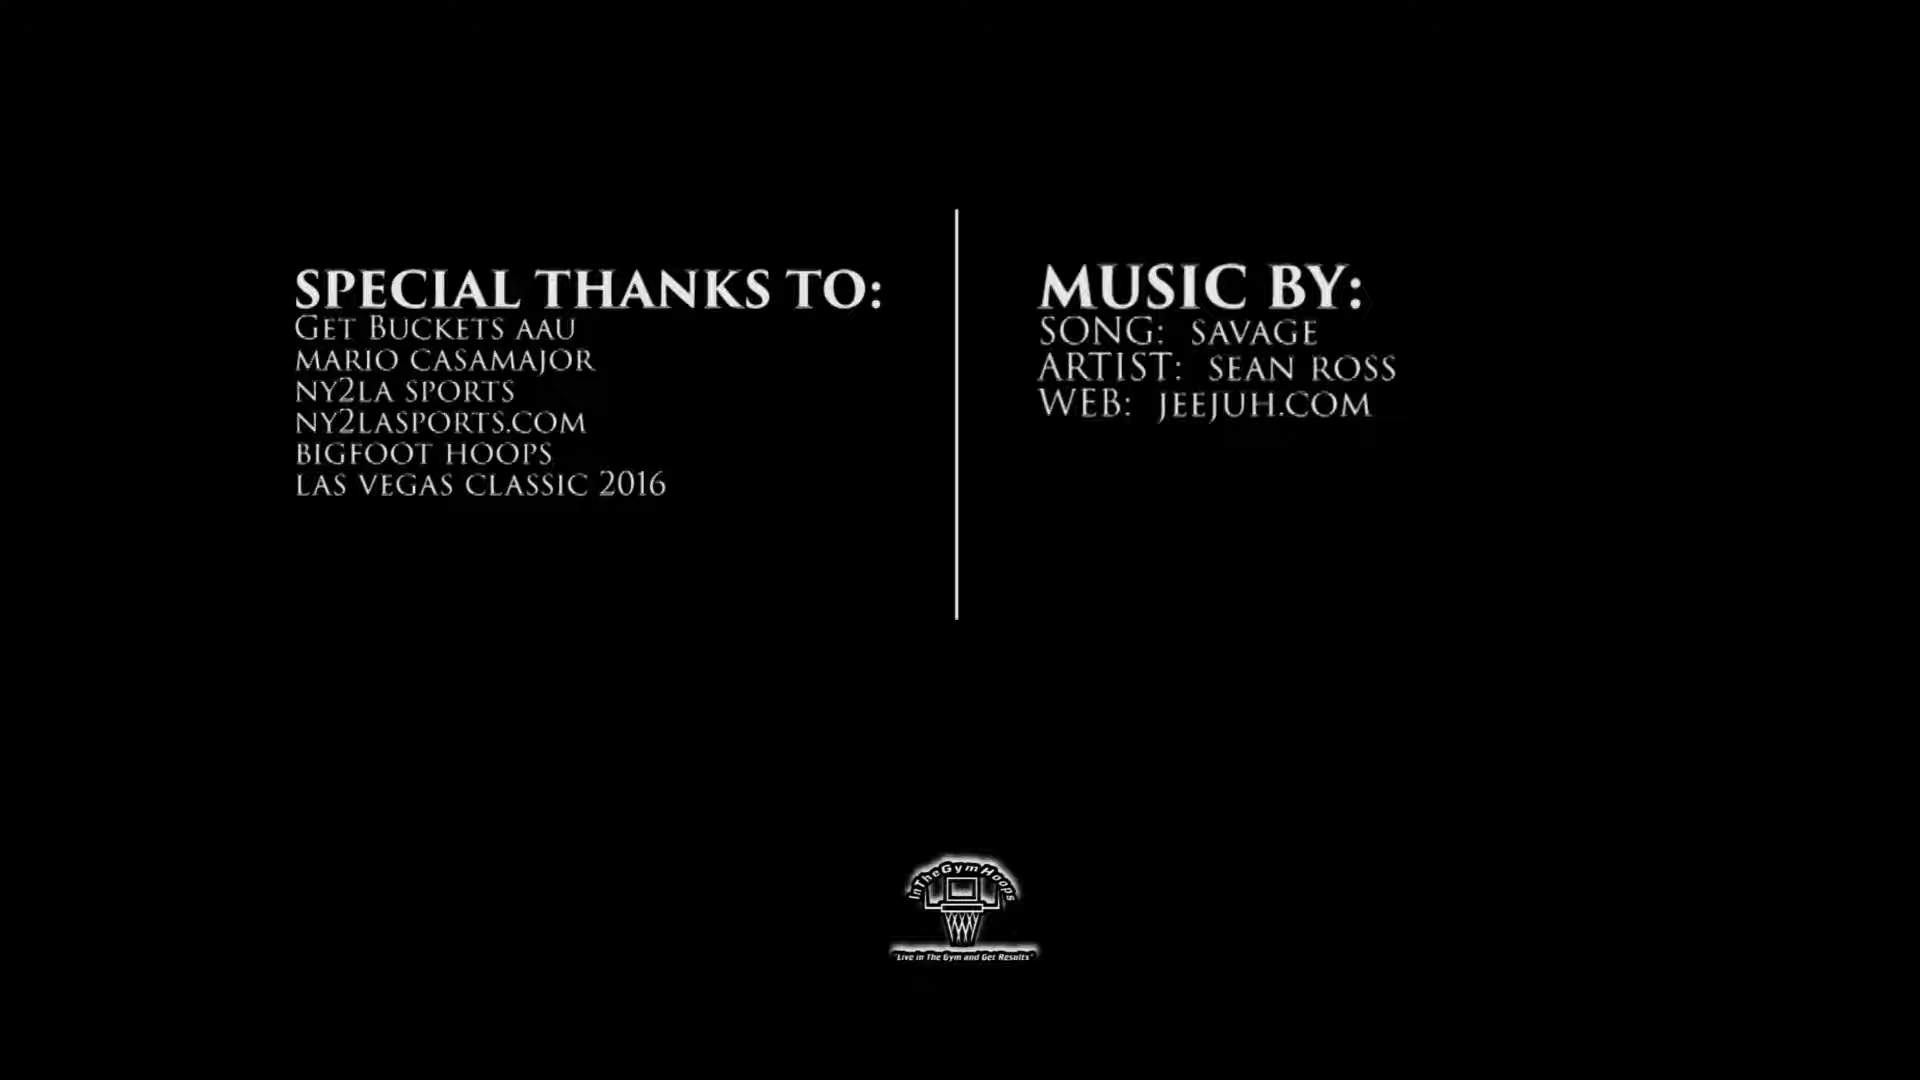 SPECIAL THANKS TO:
GET BUCKETS AAU
MARIO CASAMAJOR
NY2LA SPORTS
NY2LASPORTS.COM
BIGFOOT HOOPS
LAS VEGAS CLASSIC 2016
MUSIC BY:
SONG: SAVAGE
ARTIST: SEAN ROSS
WEB: JEEJUH.COM
InTheGymHoops
"Live in The Gym and Get Results"